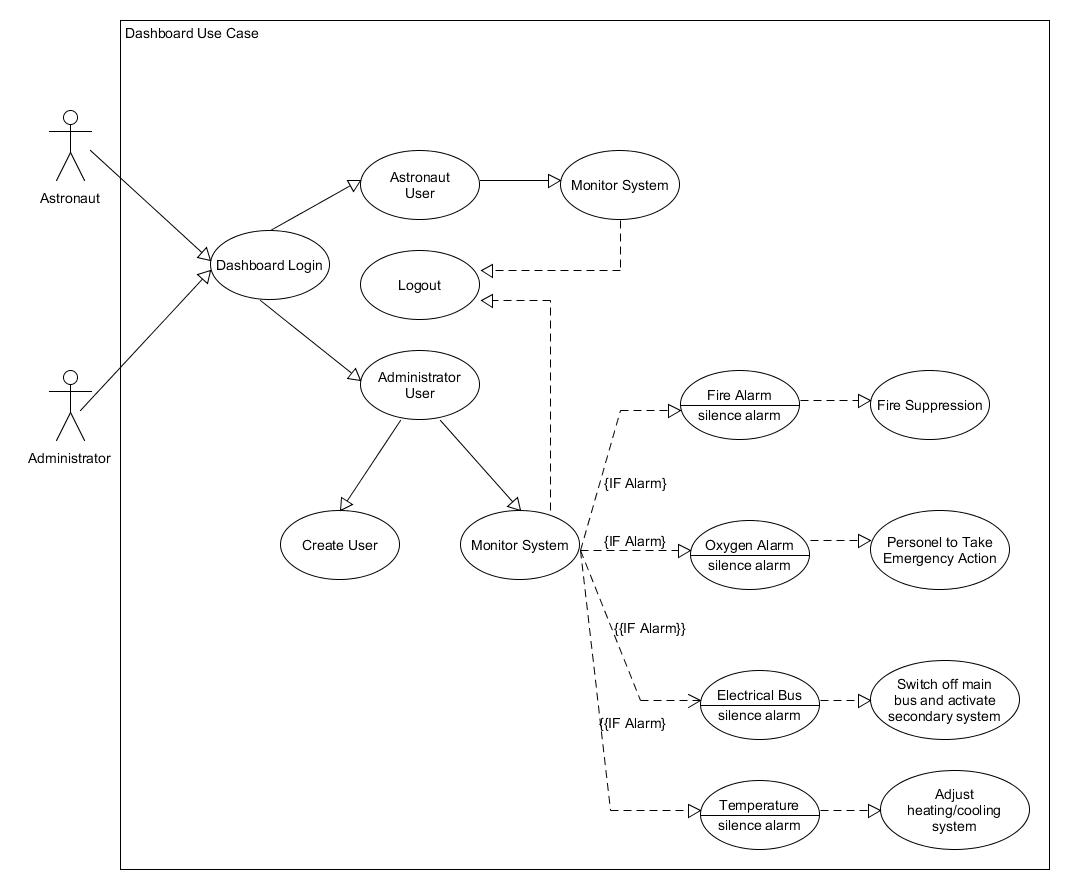 Dashboard Use Case
Astronaut
Astronaut
User
Monitor System
Dashboard Login
Logout
Administrator
User
Administrator
Fire Alarm
silence alarm
Fire Suppression
{IF Alarm}
Create User
Monitor System
{IF Alarm}
Oxygen Alarm
silence alarm
Personel to Take
Emergency Action
{{IF Alarm}}
Electrical Bus
silence alarm
Switch off main
bus and activate
secondary system
{{IF Alarm}
Temperature
silence alarm
Adjust
heating/cooling
system